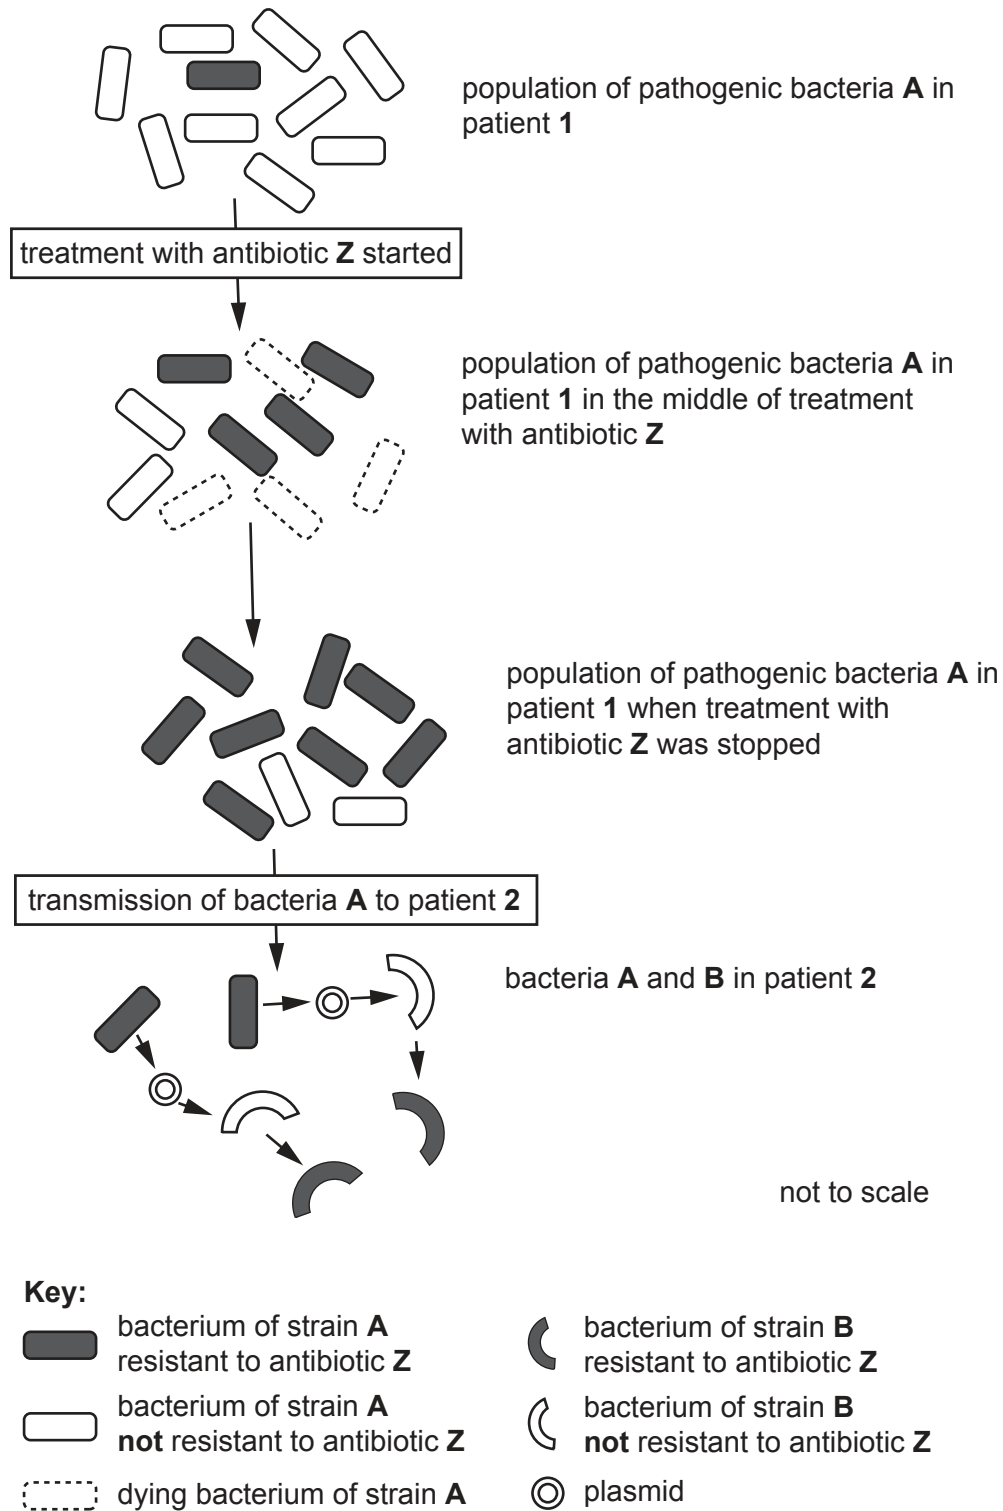 population of pathogenic bacteria A in
patient 1
treatment with antibiotic Z started
population of pathogenic bacteria A in
patient 1 in the middle of treatment
with antibiotic Z
population of pathogenic bacteria A in
patient 1 when treatment with
antibiotic Z was stopped
transmission of bacteria A to patient 2
bacteria A and B in patient 2
not to scale
Key:
bacterium of strain A
resistant to antibiotic Z
bacterium of strain B
resistant to antibiotic Z
bacterium of strain A
not resistant to antibiotic Z
bacterium of strain B
not resistant to antibiotic Z
dying bacterium of strain A
plasmid